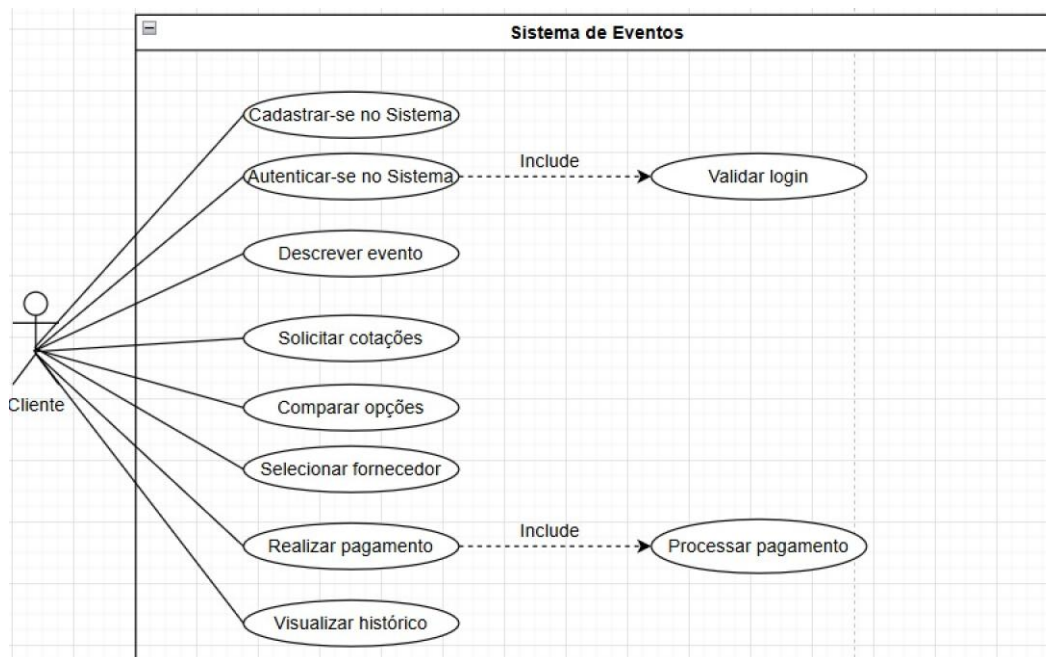 Sistema de Eventos
Cadastrar-se no Sistema
Autenticar-se no Sistema
Include
Validar login
Descrever evento
Solicitar cotações
Cliente
Comparar opções
Selecionar fornecedor
Realizar pagamento
Include
Processar pagamento
Visualizar histórico